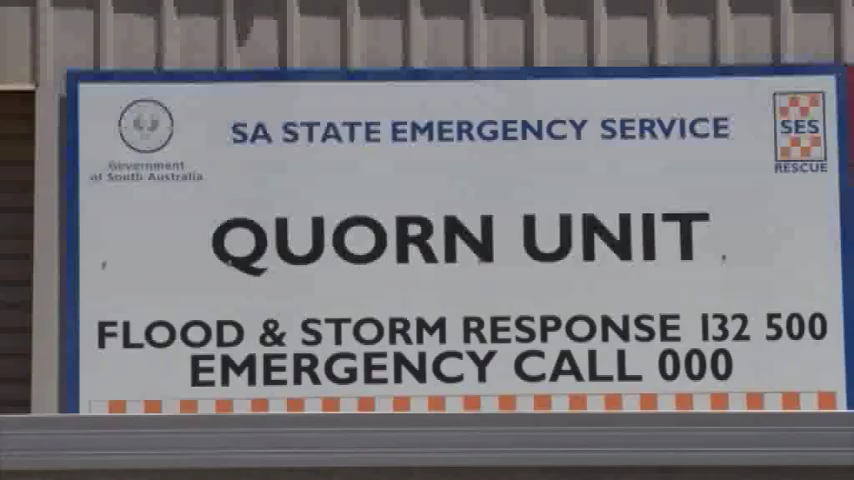 SA STATE EMERGENCY SERVICE
Government
of South Australia
SES
RESCUE
QUORN UNIT
FLOOD & STORM RESPONSE 132 500
EMERGENCY CALL 000